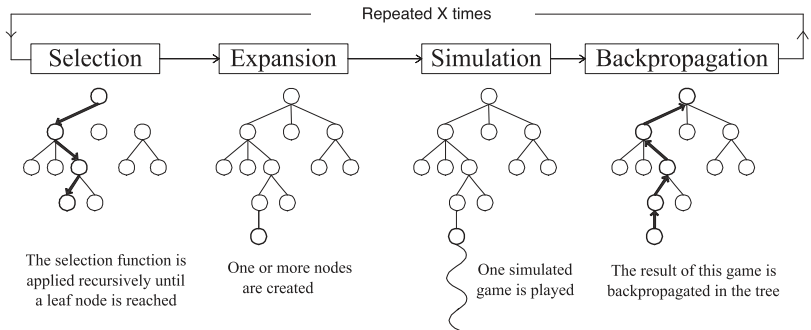 Repeated X times
Selection
Expansion
Simulation
Backpropagation
The selection function is
applied recursively until
a leaf node is reached
One or more nodes
are created
One simulated
game is played
The result of this game is
backpropagated in the tree